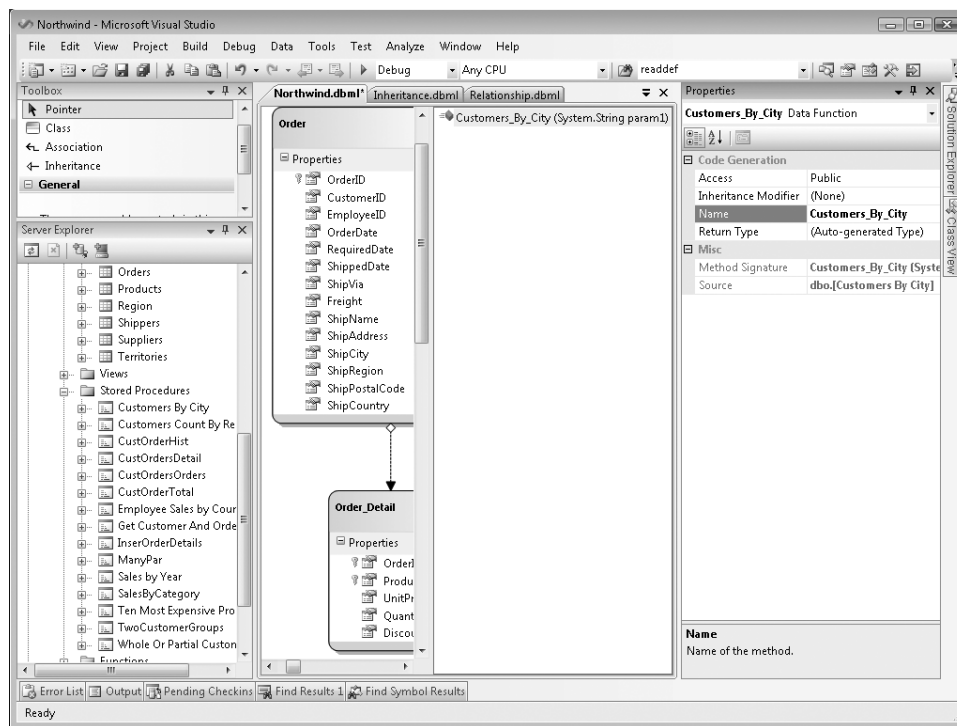 Northwind - Microsoft Visual Studio
File Edit View Project Build Debug Data Tools Test Analyze Window Help
Debug Any CPU readdef
Toolbox
Pointer
Class
Association
Inheritance
General
Server Explorer
Orders
Products
Region
Shippers
Suppliers
Territories
Views
Stored Procedures
Customers By City
Customers Count By Re
CustOrderHist
CustOrdersDetail
CustOrdersOrders
CustOrderTotal
Employee Sales by Cour
Get Customer And Orde
InserOrderDetails
ManyPar
Sales by Year
SalesByCategory
Ten Most Expensive Pro
TwoCustomerGroups
Whole Or Partial Custon
Functions
Northwind.dbml* Inheritance.dbml Relationship.dbml
Order
Properties
OrderID
CustomerID
EmployeeID
OrderDate
RequiredDate
ShippedDate
ShipVia
Freight
ShipName
ShipAddress
ShipCity
ShipRegion
ShipPostalCode
ShipCountry
Order_Detail
Properties
OrderI
Produ
UnitPr
Quant
Discou
Customers_By_City (System.String param1)
Properties
Customers_By_City Data Function
Code Generation
Access Public
Inheritance Modifier (None)
Name Customers_By_City
Return Type (Auto-generated Type)
Misc
Method Signature Customers_By_City (Syste
Source dbo.[Customers By City]
Name
Name of the method.
Solution Explorer
Class View
Error List Output Pending Checkins Find Results 1 Find Symbol Results
Ready